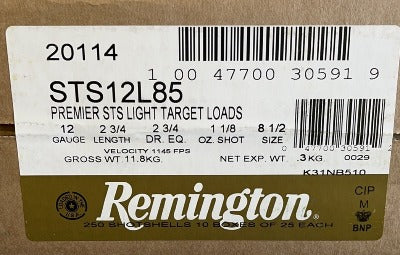 20114
1 00 47700 30591 9
STS12L85
PREMIER STS LIGHT TARGET LOADS
12 2 3/4 2 3/4 1 1/8 8 1/2
GAUGE LENGTH DR. EQ. OZ. SHOT SIZE
47700 30591
VELOCITY 1145 FPS
GROSS WT. 11.8KG. NET EXP. WT. .3KG 0029
K31NB510
Remington
250 SHOTSHELLS 10 BOXES OF 25 EACH
U.S.A.
CIP
M
BNP